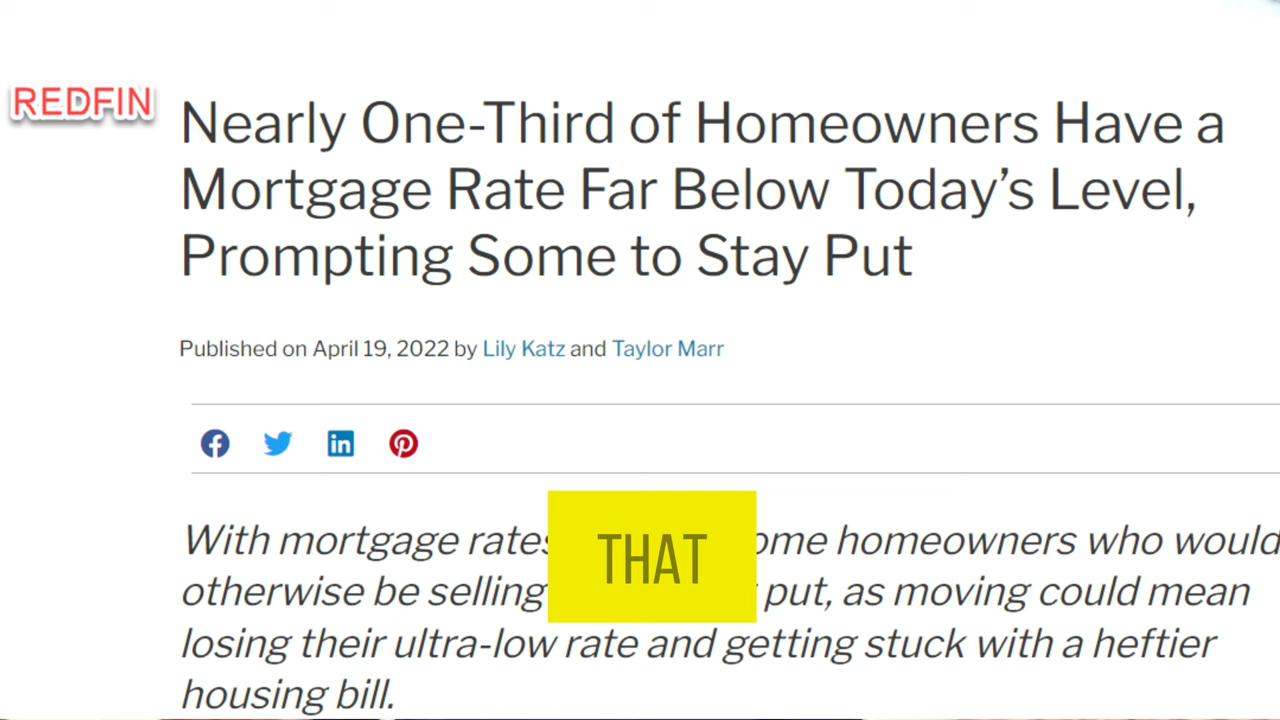 REDFIN
Nearly One-Third of Homeowners Have a
Mortgage Rate Far Below Today's Level,
Prompting Some to Stay Put
Published on April 19, 2022 by Lily Katz and Taylor Marr
With mortgage rates ome homeowners who would
THAT
otherwise be selling put, as moving could mean
losing their ultra-low rate and getting stuck with a heftier
housing bill.